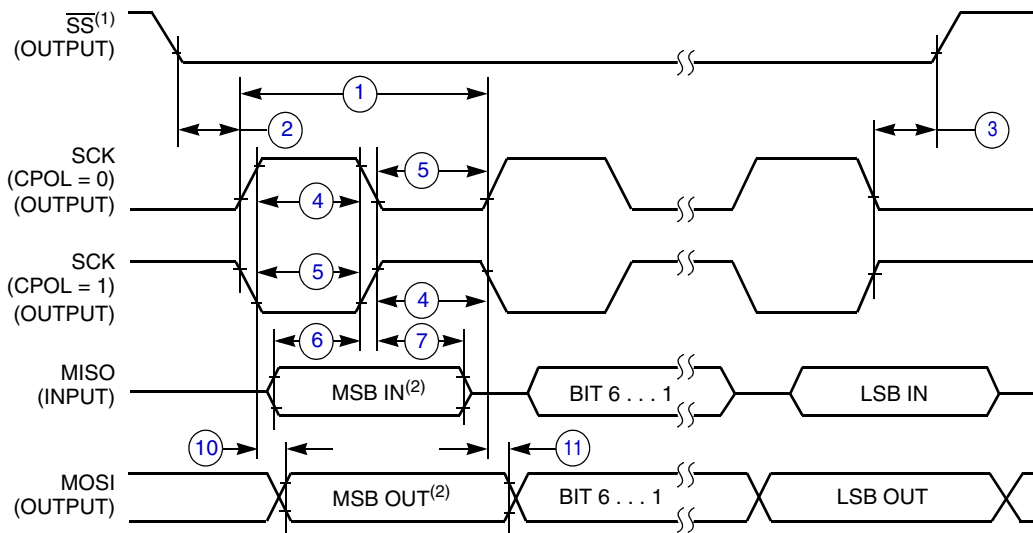 SS(1)
(OUTPUT)
1
2
3
SCK
(CPOL = 0)
(OUTPUT)
5
4
SCK
(CPOL = 1)
(OUTPUT)
5
4
6
7
MISO
(INPUT)
MSB IN(2)
BIT 6 . . . 1
LSB IN
10
11
MOSI
(OUTPUT)
MSB OUT(2)
BIT 6 . . . 1
LSB OUT